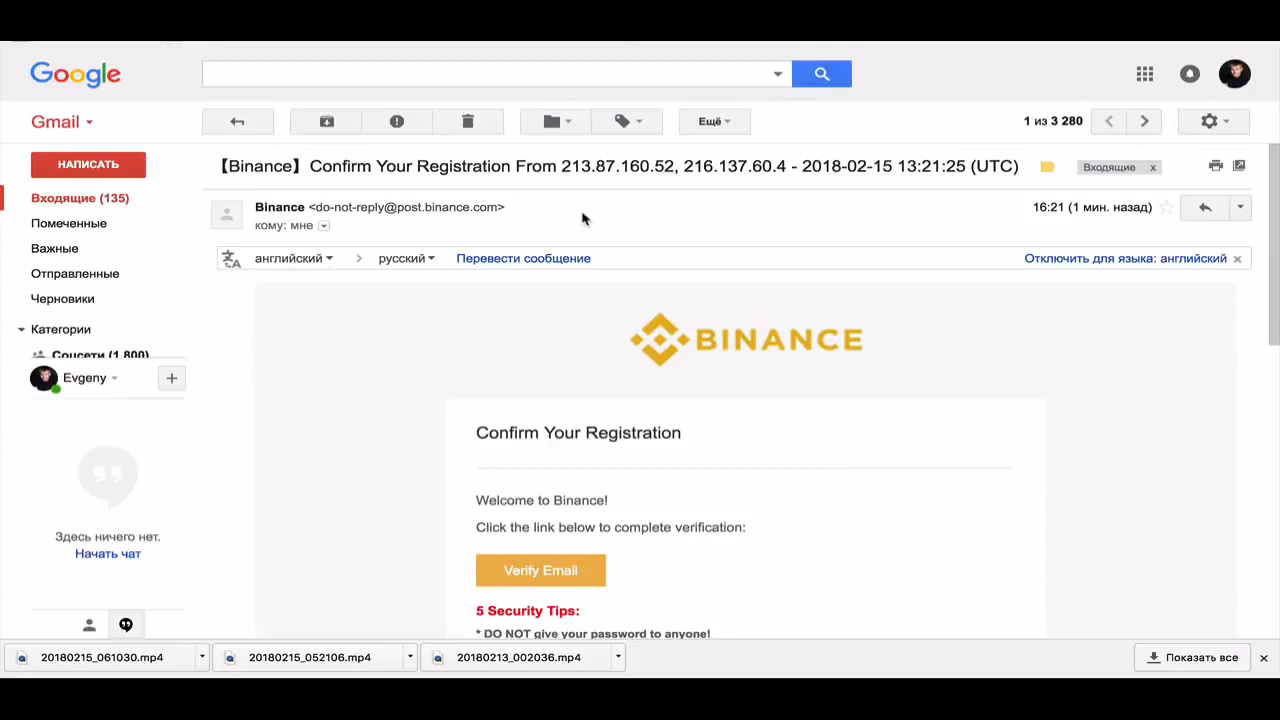 Google
Gmail
Ещё
1 из 3 280
НАПИСАТЬ
【Binance】Confirm Your Registration From 213.87.160.52, 216.137.60.4 - 2018-02-15 13:21:25 (UTC)
Входящие x
Входящие (135)
Помеченные
Важные
Отправленные
Черновики
Категории
Соцсети (1 800)
Evgeny
Здесь ничего нет.
Начать чат
Binance <do-not-reply@post.binance.com>
16:21 (1 мин. назад)
кому: мне
английский
русский
Перевести сообщение
Отключить для языка: английский
BINANCE
Confirm Your Registration
Welcome to Binance!
Click the link below to complete verification:
Verify Email
5 Security Tips:
* DO NOT give your password to anyone!
20180215_061030.mp4
20180215_052106.mp4
20180213_002036.mp4
Показать все